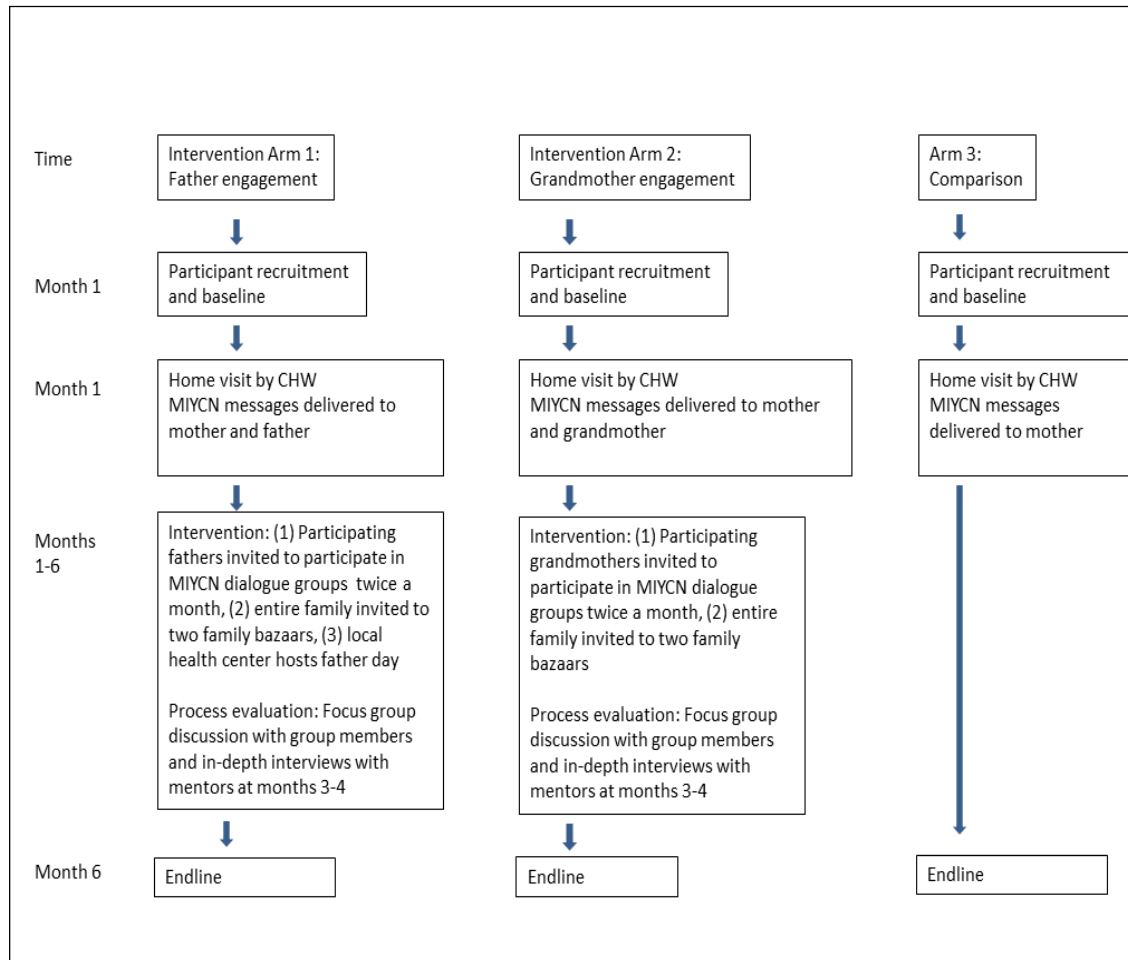 Time
Intervention Arm 1:
Father engagement
Intervention Arm 2:
Grandmother engagement
Arm 3:
Comparison
Month 1
Participant recruitment
and baseline
Participant recruitment
and baseline
Participant recruitment
and baseline
Month 1
Home visit by CHW
MIYCN messages delivered to
mother and father
Home visit by CHW
MIYCN messages delivered to mother
and grandmother
Home visit by CHW
MIYCN messages
delivered to mother
Months
1-6
Intervention: (1) Participating
fathers invited to participate in
MIYCN dialogue groups twice a
month, (2) entire family invited to
two family bazaars, (3) local
health center hosts father day
Process evaluation: Focus group
discussion with group members
and in-depth interviews with
mentors at months 3-4
Intervention: (1) Participating
grandmothers invited to
participate in MIYCN dialogue
groups twice a month, (2) entire
family invited to two family
bazaars
Process evaluation: Focus group
discussion with group members
and in-depth interviews with
mentors at months 3-4
Month 6
Endline
Endline
Endline